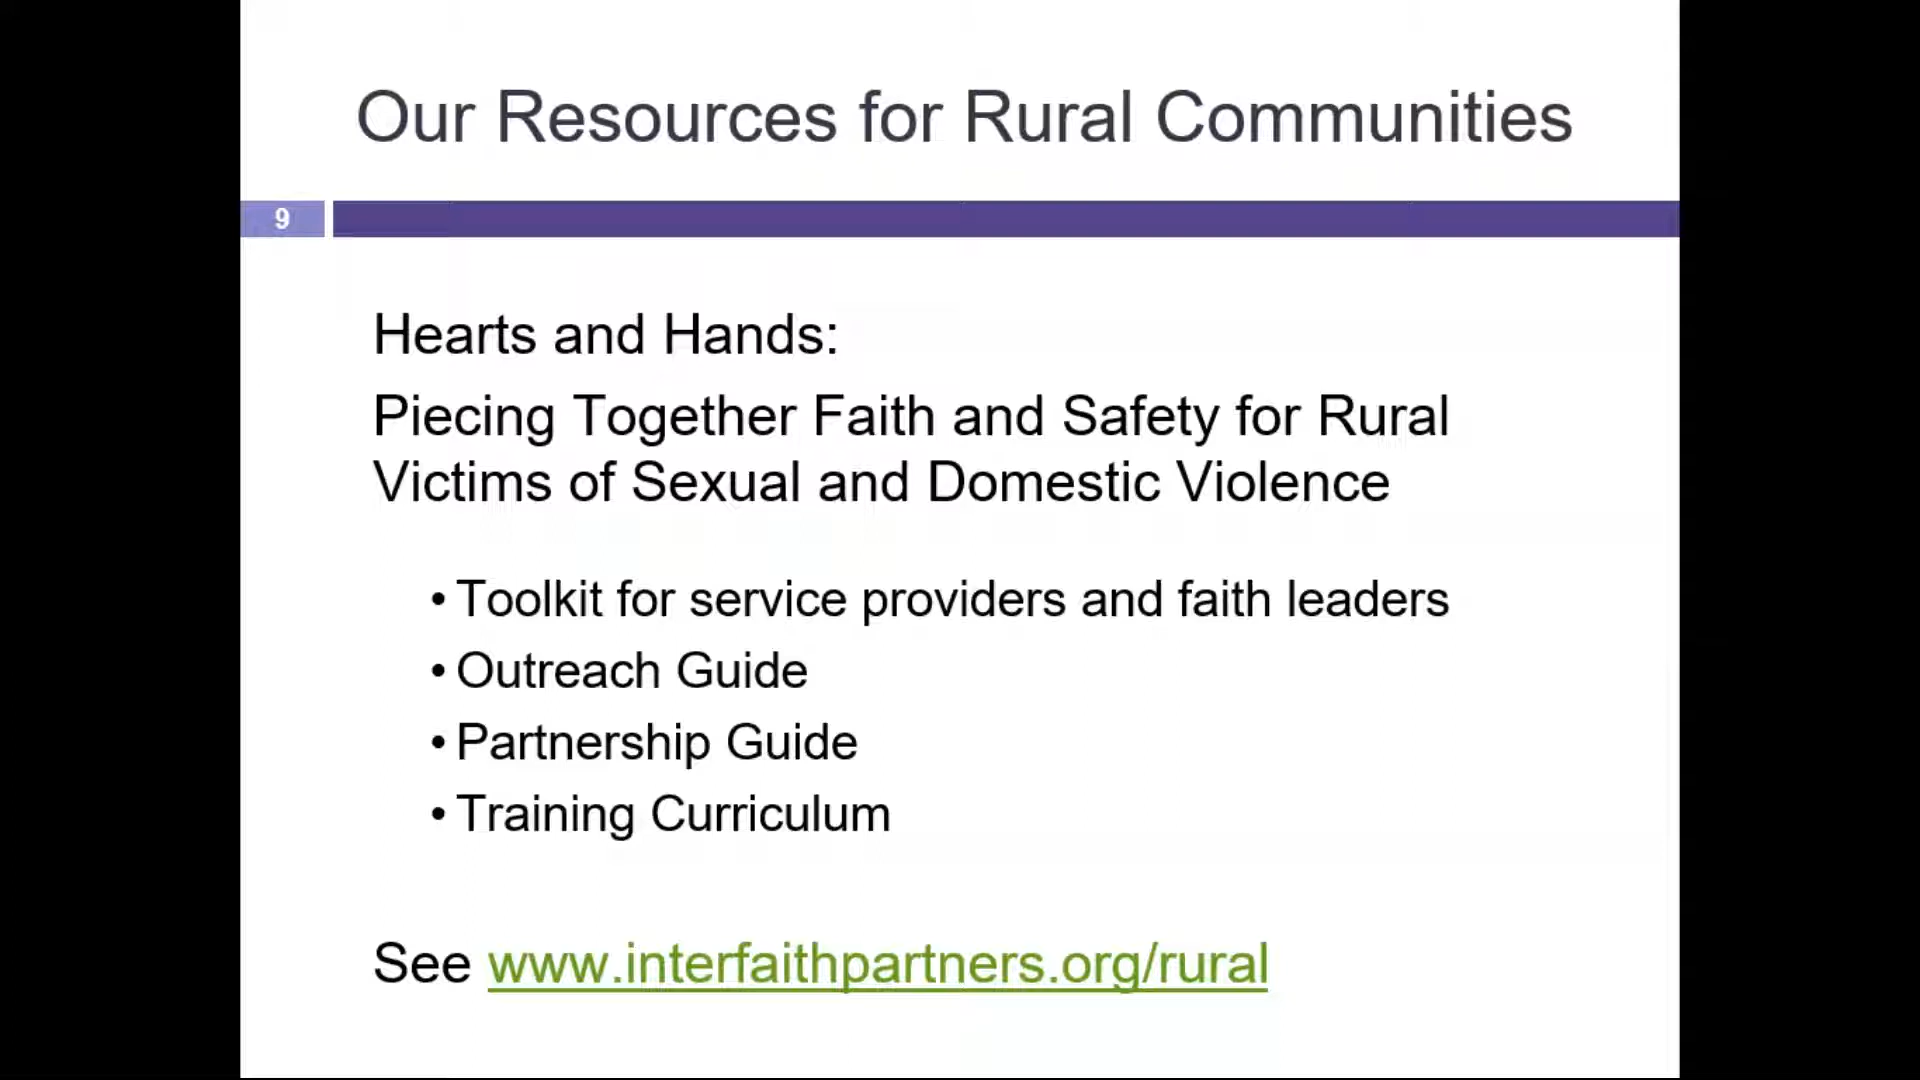 Our Resources for Rural Communities
9
Hearts and Hands:
Piecing Together Faith and Safety for Rural
Victims of Sexual and Domestic Violence
• Toolkit for service providers and faith leaders
• Outreach Guide
• Partnership Guide
• Training Curriculum
See www.interfaithpartners.org/rural